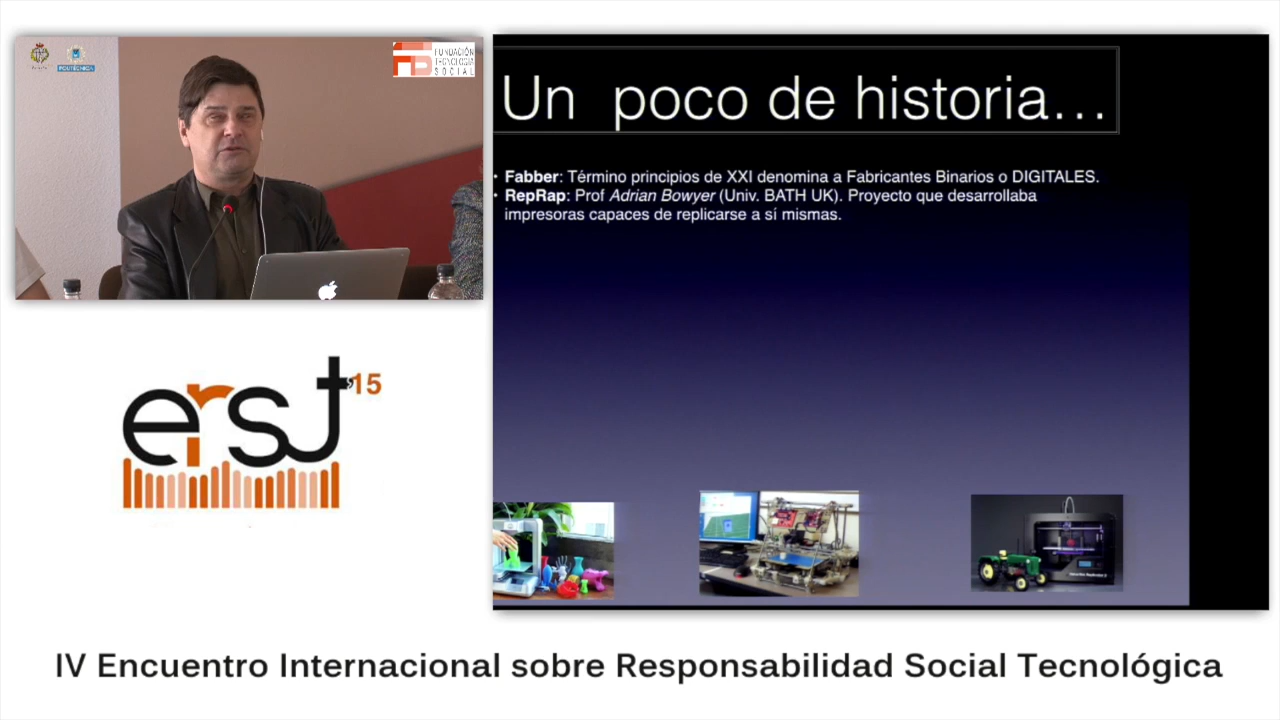 POLITÉCNICA
FUNDACIÓN
TECNOLOGÍA
SOCIAL
Un poco de historia...
• Fabber: Término principios de XXI denomina a Fabricantes Binarios o DIGITALES.
• RepRap: Prof Adrian Bowyer (Univ. BATH UK). Proyecto que desarrollaba
impresoras capaces de replicarse a sí mismas.
erst'15
IV Encuentro Internacional sobre Responsabilidad Social Tecnológica